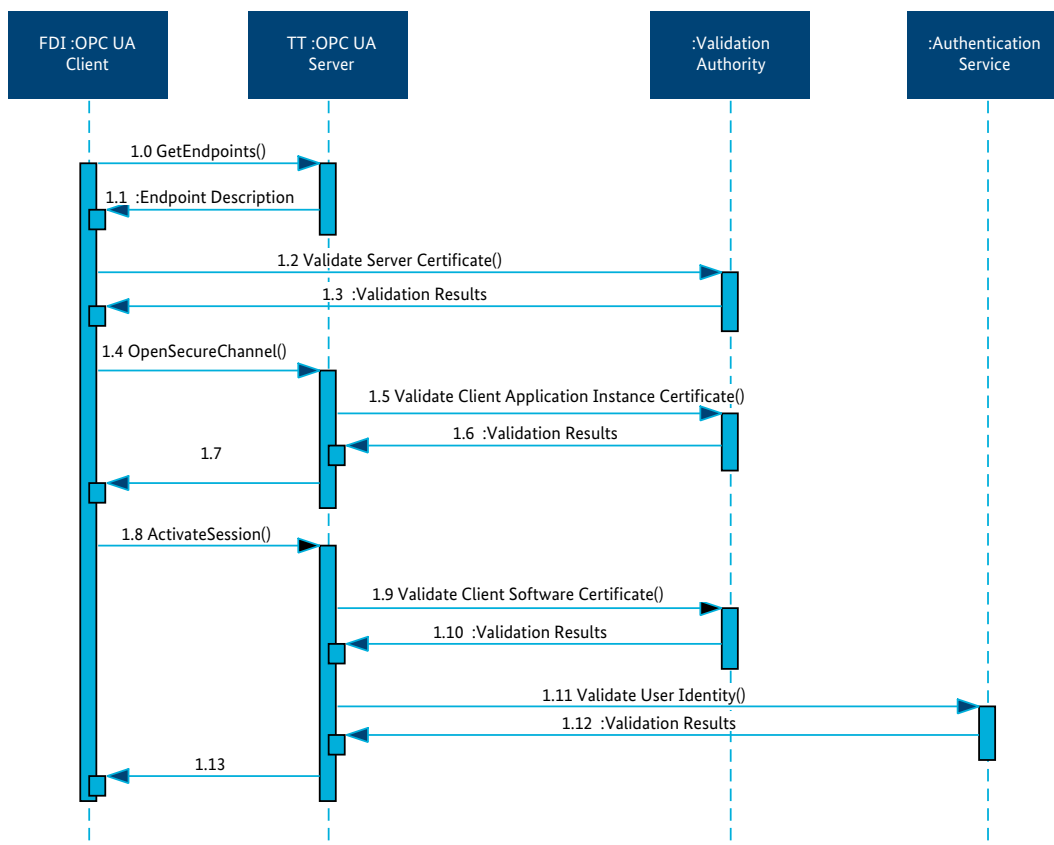 FDI :OPC UA
Client
TT :OPC UA
Server
:Validation
Authority
:Authentication
Service
1.0 GetEndpoints()
1.1 :Endpoint Description
1.2 Validate Server Certificate()
1.3 :Validation Results
1.4 OpenSecureChannel()
1.5 Validate Client Application Instance Certificate()
1.6 :Validation Results
1.7
1.8 ActivateSession()
1.9 Validate Client Software Certificate()
1.10 :Validation Results
1.11 Validate User Identity()
1.12 :Validation Results
1.13